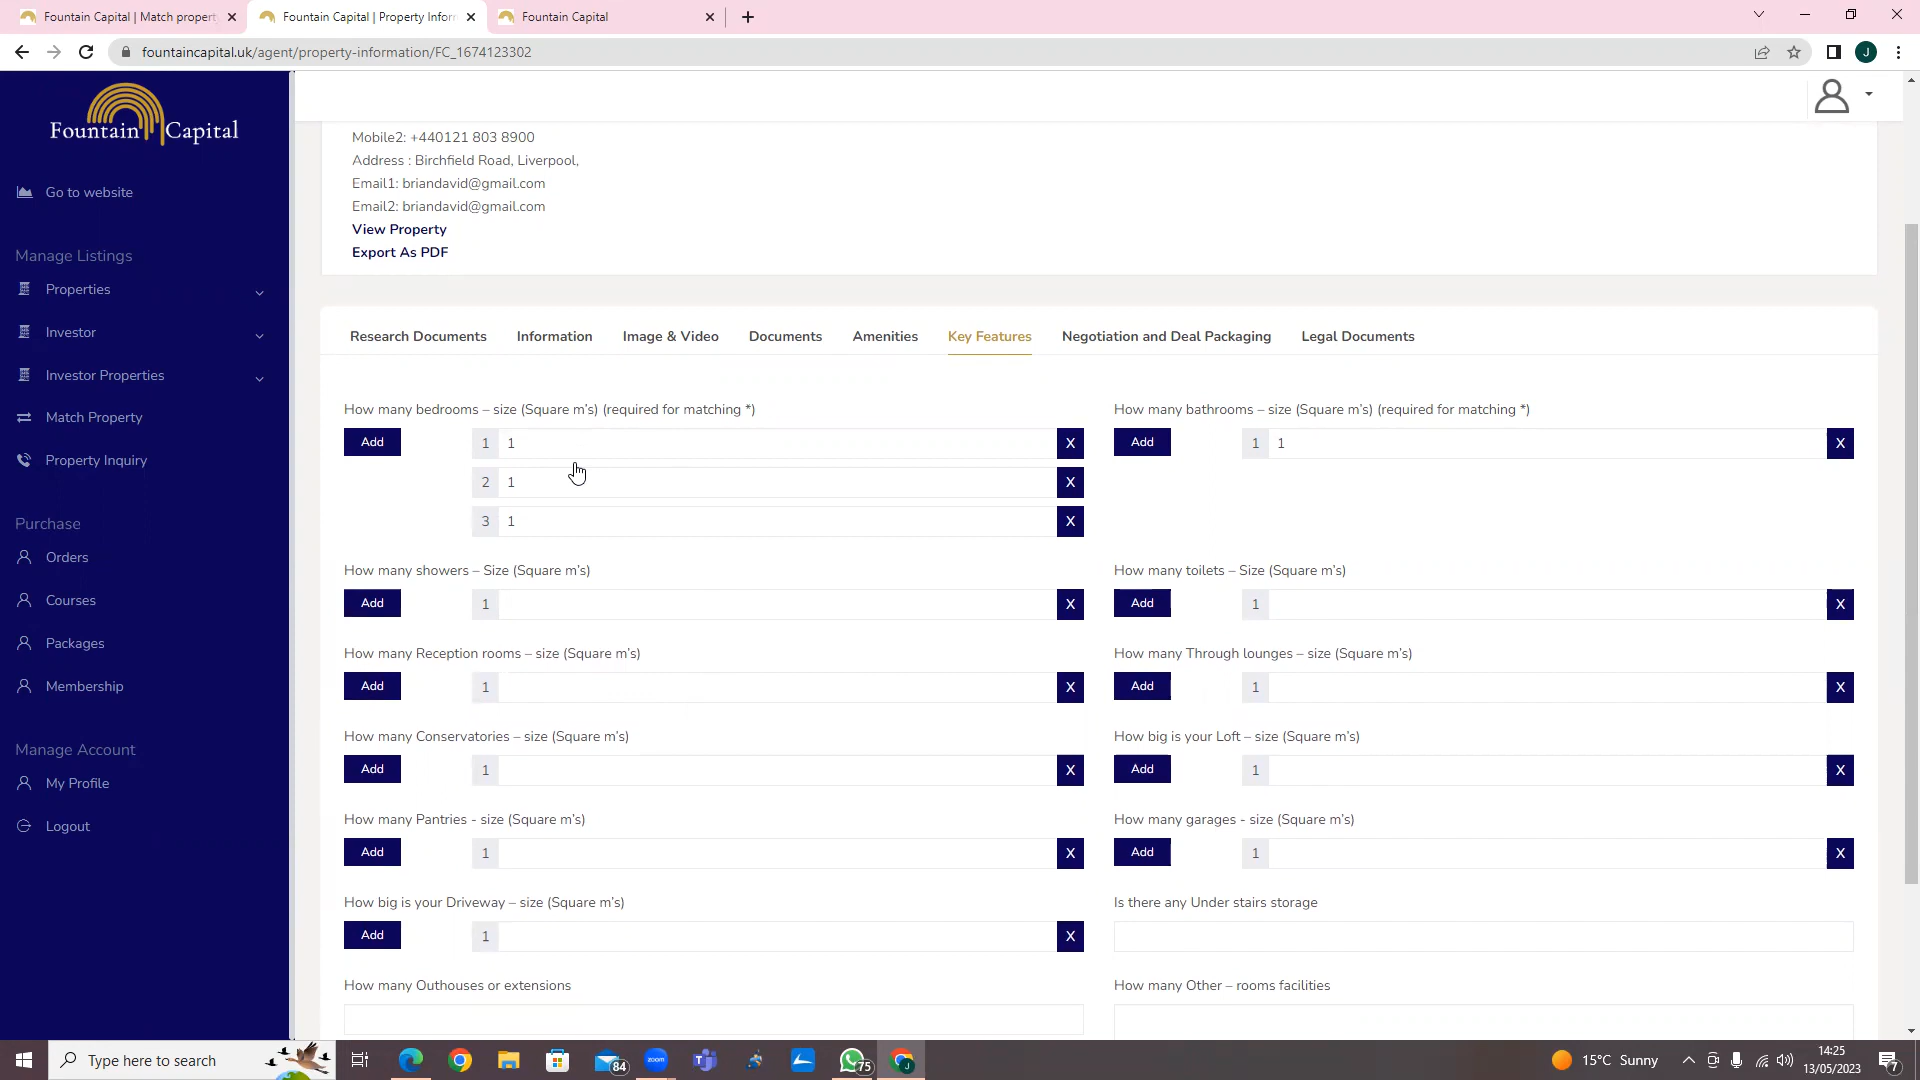 Fountain Capital | Match propert
Fountain Capital | Property Inforr
Fountain Capital
fountaincapital.uk/agent/property-information/FC_1674123302
J
Fountain Capital
Go to website
Manage Listings
Properties
Investor
Investor Properties
Match Property
Property Inquiry
Purchase
Orders
Courses
Packages
Membership
Manage Account
My Profile
Logout
Mobile2: +440121 803 8900
Address : Birchfield Road, Liverpool,
Email1: briandavid@gmail.com
Email2: briandavid@gmail.com
View Property
Export As PDF
Research Documents Information Image & Video Documents Amenities Key Features Negotiation and Deal Packaging Legal Documents
How many bedrooms – size (Square m's) (required for matching *)
Add 1 1 X
2 1 X
3 1 X
How many bathrooms – size (Square m's) (required for matching *)
Add 1 1 X
How many showers – Size (Square m's)
Add 1 X
How many toilets – Size (Square m's)
Add 1 X
How many Reception rooms – size (Square m's)
Add 1 X
How many Through lounges – size (Square m's)
Add 1 X
How many Conservatories – size (Square m's)
Add 1 X
How big is your Loft – size (Square m's)
Add 1 X
How many Pantries - size (Square m's)
Add 1 X
How many garages - size (Square m's)
Add 1 X
How big is your Driveway – size (Square m's)
Add 1 X
Is there any Under stairs storage
How many Outhouses or extensions
How many Other – rooms facilities
Type here to search
84
zoom
75
J
15°C Sunny
14:25
13/05/2023
7